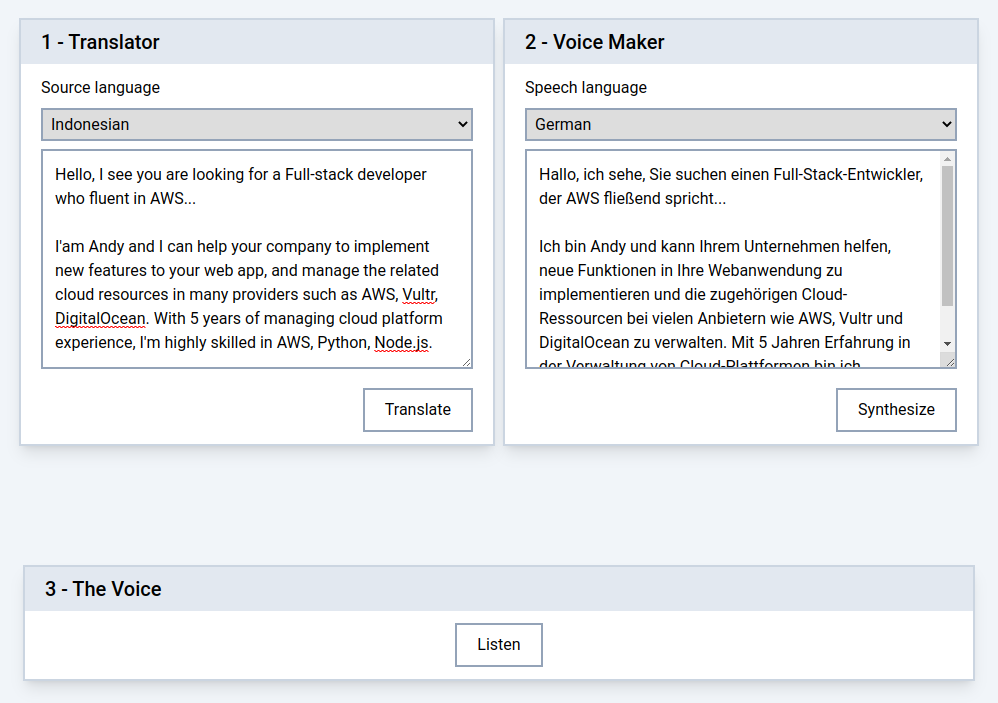 1 - Translator
Source language
Indonesian
Hello, I see you are looking for a Full-stack developer
who fluent in AWS...
I'am Andy and I can help your company to implement
new features to your web app, and manage the related
cloud resources in many providers such as AWS, Vultr,
DigitalOcean. With 5 years of managing cloud platform
experience, I'm highly skilled in AWS, Python, Node.js.
Translate
2 - Voice Maker
Speech language
German
Hallo, ich sehe, Sie suchen einen Full-Stack-Entwickler,
der AWS fließend spricht...
Ich bin Andy und kann Ihrem Unternehmen helfen,
neue Funktionen in Ihre Webanwendung zu
implementieren und die zugehörigen Cloud-
Ressourcen bei vielen Anbietern wie AWS, Vultr und
DigitalOcean zu verwalten. Mit 5 Jahren Erfahrung in
der Verwaltung von Cloud-Plattformen bin ich
Synthesize
3 - The Voice
Listen